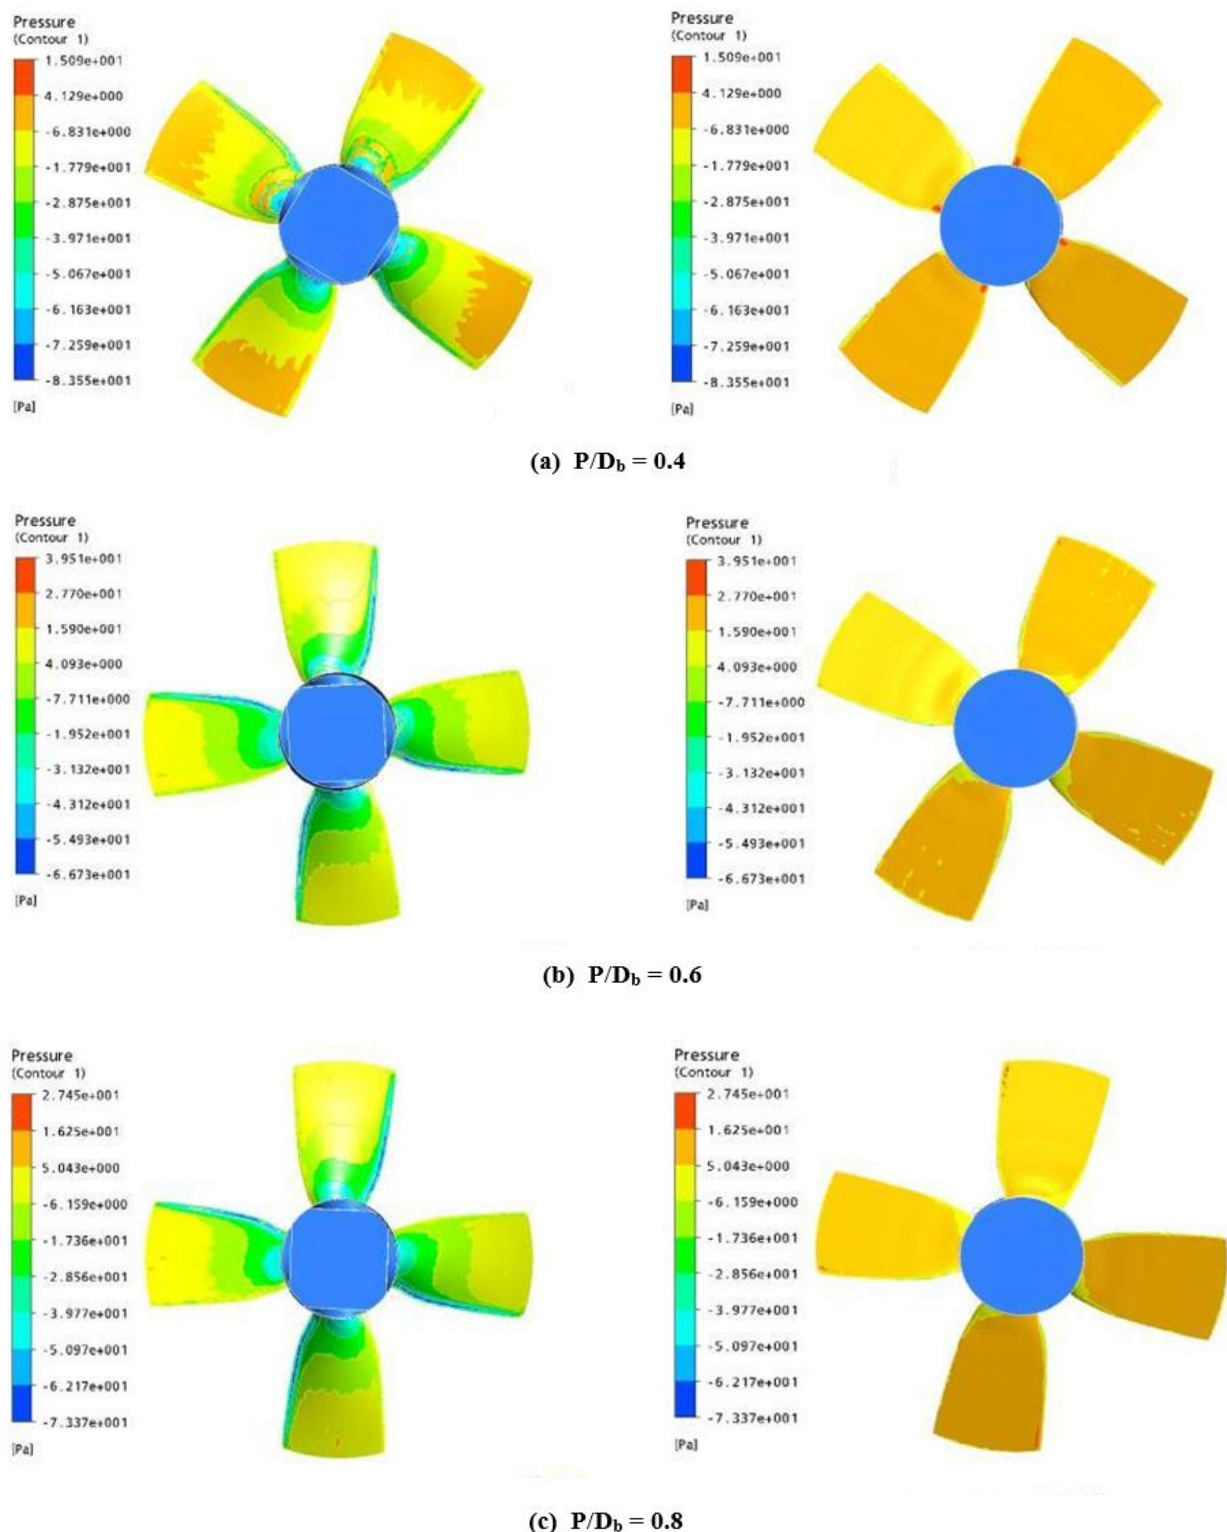 Pressure
(Contour 1)
1.509e+001
4.129e+000
-6.831e+000
-1.779e+001
-2.875e+001
-3.971e+001
-5.067e+001
-6.163e+001
-7.259e+001
-8.355e+001
[Pa]
Pressure
(Contour 1)
1.509e+001
4.129e+000
-6.831e+000
-1.779e+001
-2.875e+001
-3.971e+001
-5.067e+001
-6.163e+001
-7.259e+001
-8.355e+001
[Pa]
(a) P/Db = 0.4
Pressure
(Contour 1)
3.951e+001
2.770e+001
1.590e+001
4.093e+000
-7.711e+000
-1.952e+001
-3.132e+001
-4.312e+001
-5.493e+001
-6.673e+001
[Pa]
Pressure
(Contour 1)
3.951e+001
2.770e+001
1.590e+001
4.093e+000
-7.711e+000
-1.952e+001
-3.132e+001
-4.312e+001
-5.493e+001
-6.673e+001
[Pa]
(b) P/Db = 0.6
Pressure
(Contour 1)
2.745e+001
1.625e+001
5.043e+000
-6.159e+000
-1.736e+001
-2.856e+001
-3.977e+001
-5.097e+001
-6.217e+001
-7.337e+001
[Pa]
Pressure
(Contour 1)
2.745e+001
1.625e+001
5.043e+000
-6.159e+000
-1.736e+001
-2.856e+001
-3.977e+001
-5.097e+001
-6.217e+001
-7.337e+001
[Pa]
(c) P/Db = 0.8